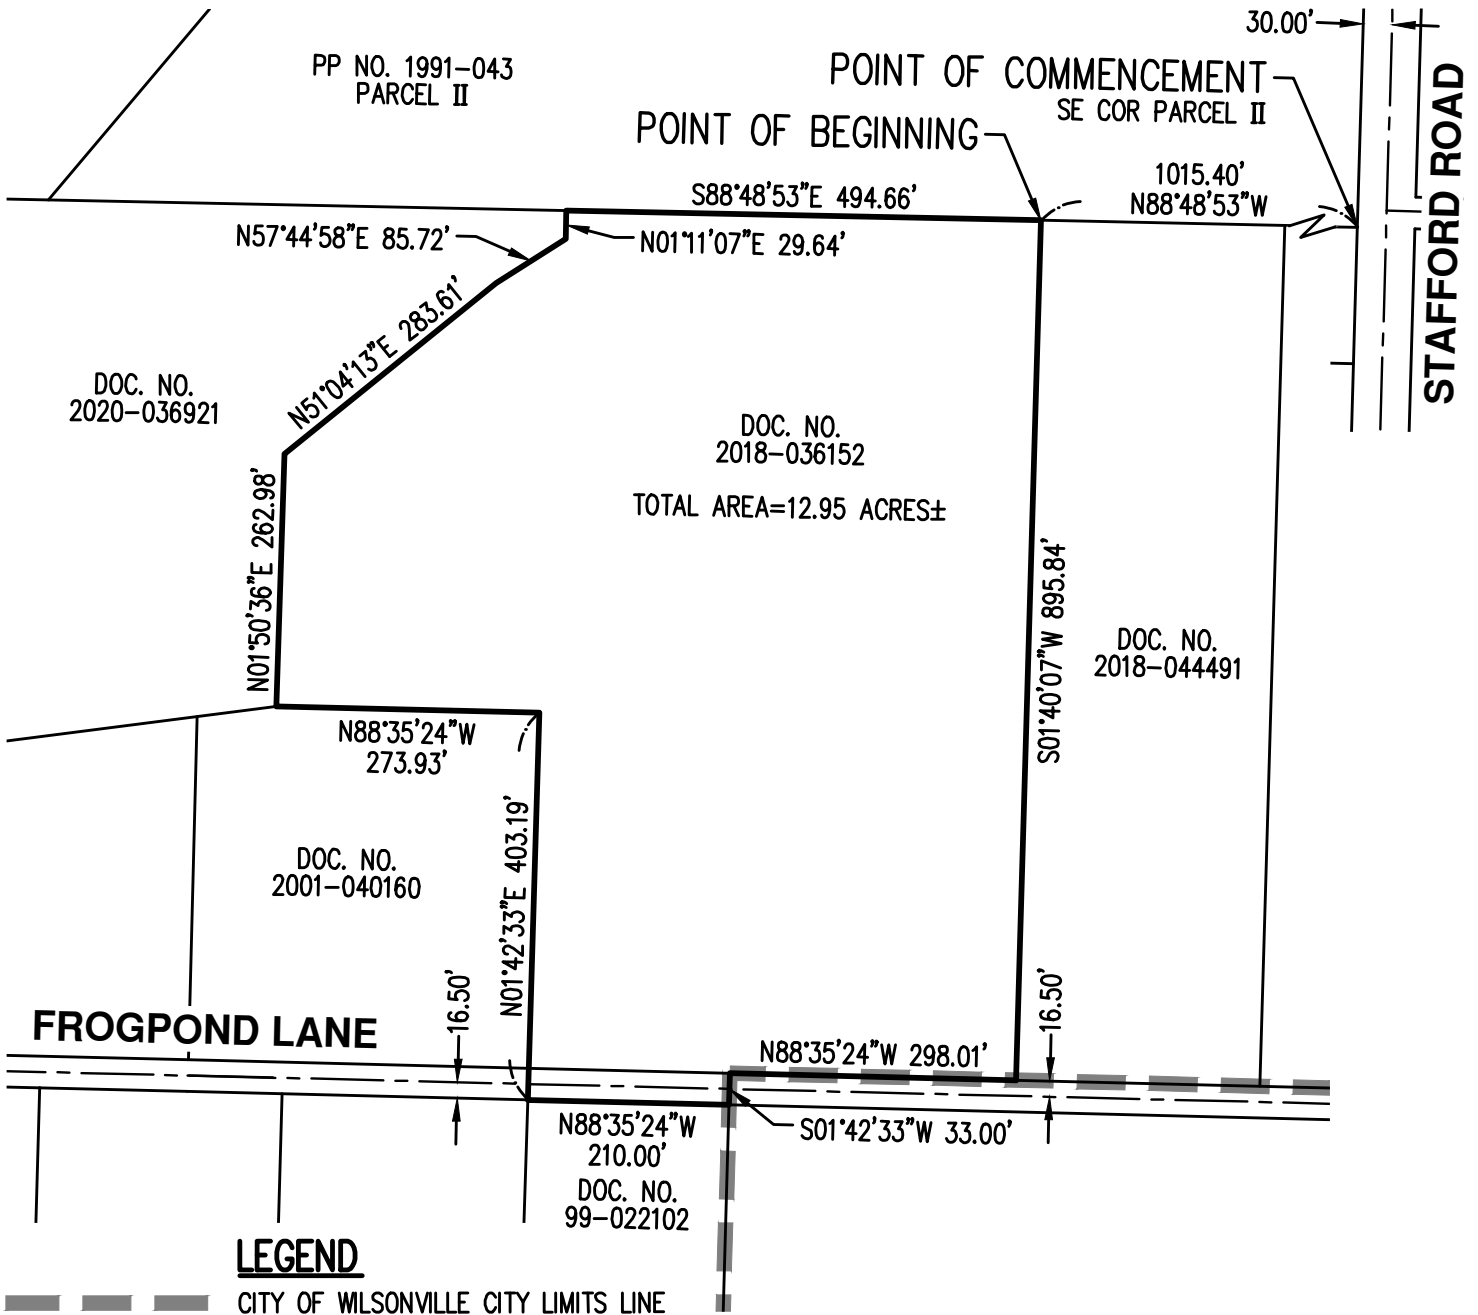 30.00'
PP NO. 1991-043
PARCEL II
POINT OF COMMENCEMENT
SE COR PARCEL II
STAFFORD ROAD
POINT OF BEGINNING
1015.40'
N88°48'53"W
S88°48'53"E 494.66'
N57°44'58"E 85.72'
N01°11'07"E 29.64'
N51°04'13"E 283.61'
DOC. NO.
2020-036921
DOC. NO.
2018-036152
TOTAL AREA=12.95 ACRES±
N01°50'36"E 262.98'
S01°40'07"W 895.84'
DOC. NO.
2018-044491
N88°35'24"W
273.93'
N01°42'33"E 403.19'
DOC. NO.
2001-040160
16.50'
16.50'
FROGPOND LANE
N88°35'24"W 298.01'
N88°35'24"W
210.00'
S01°42'33"W 33.00'
DOC. NO.
99-022102
LEGEND
CITY OF WILSONVILLE CITY LIMITS LINE